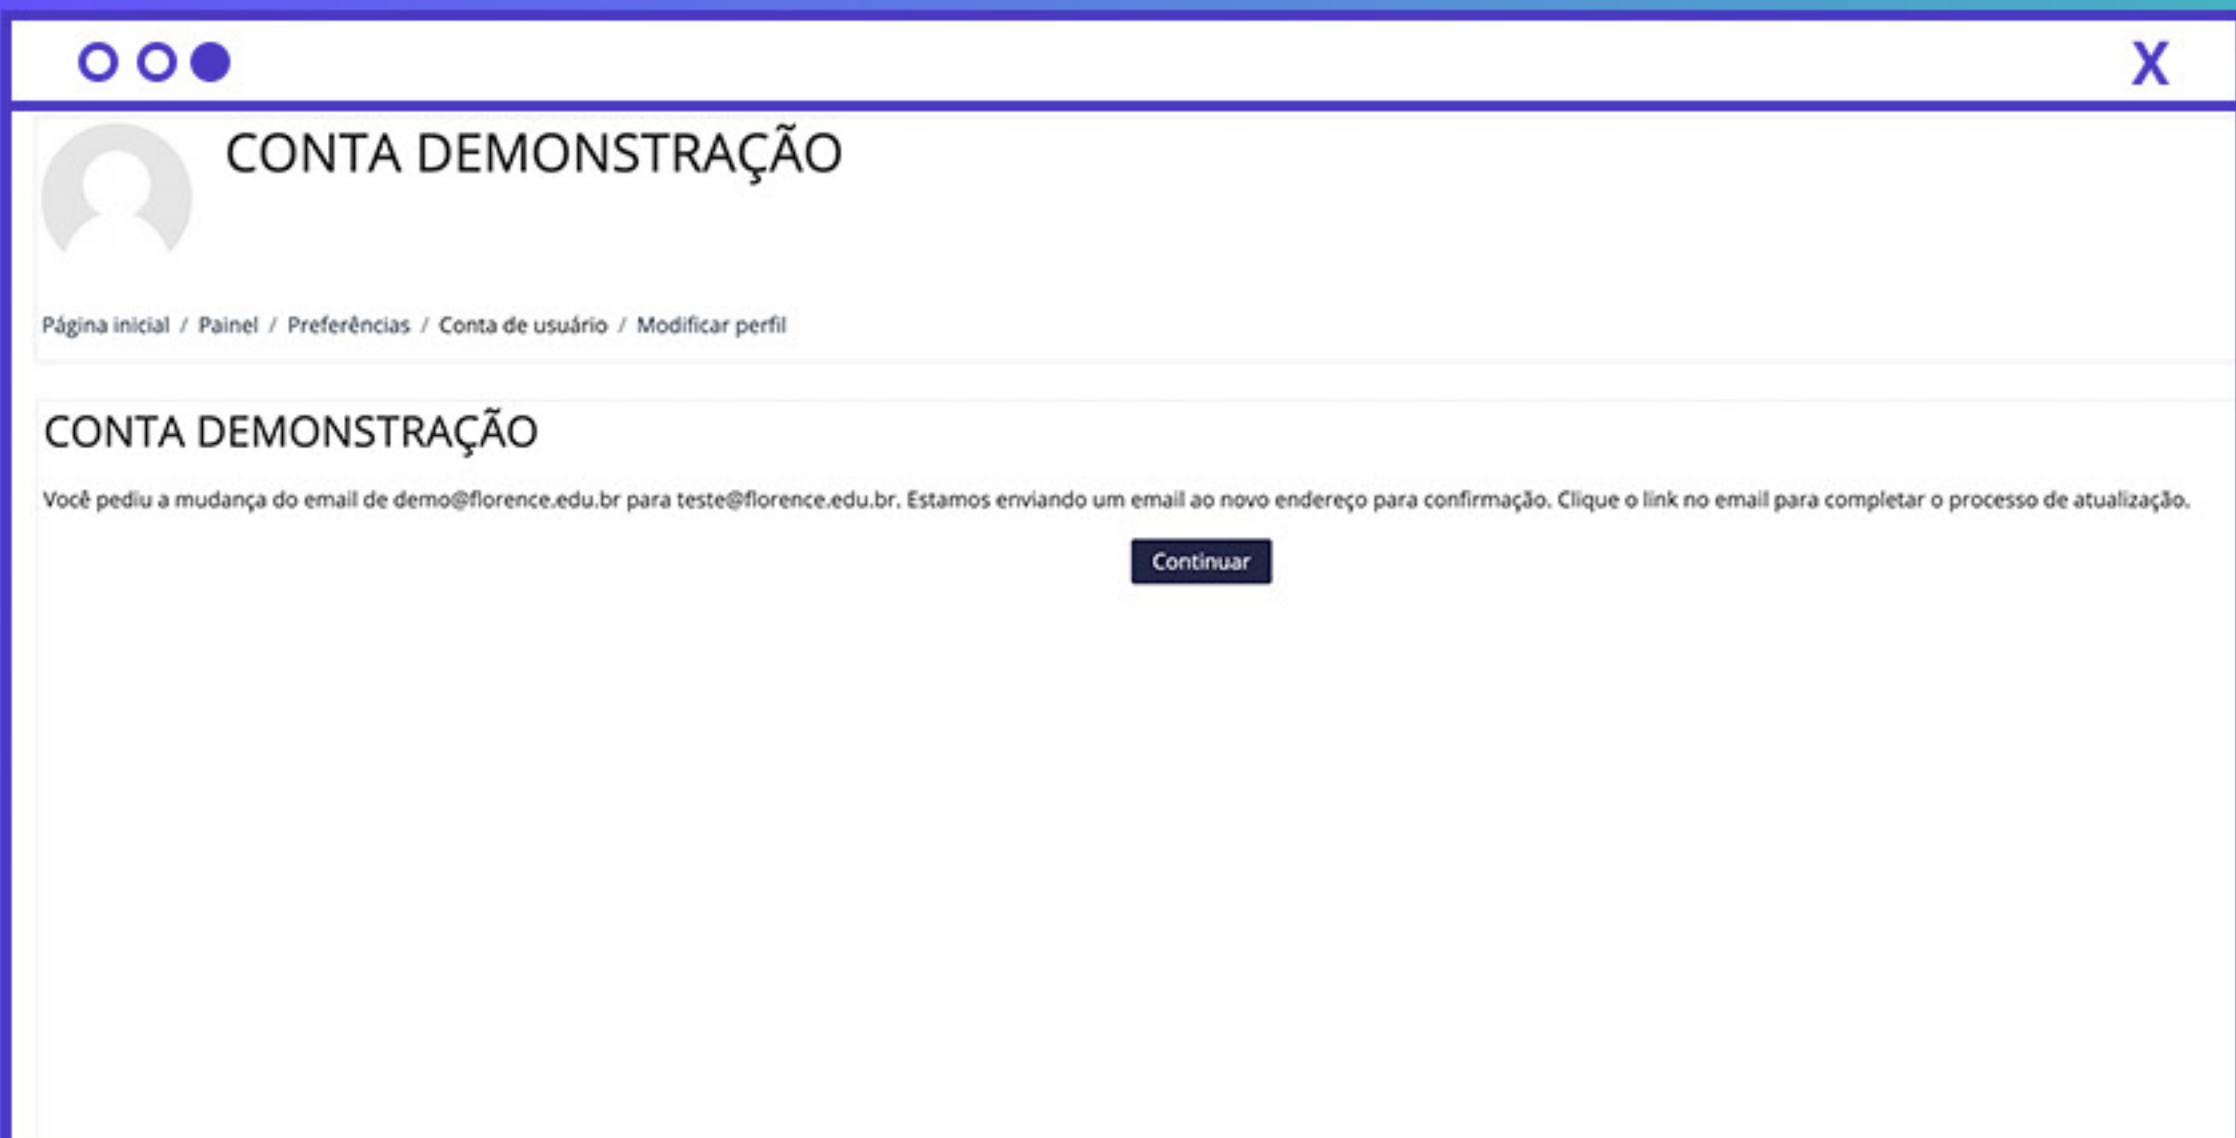 X
CONTA DEMONSTRAÇÃO
Página inicial / Painel / Preferências / Conta de usuário / Modificar perfil
CONTA DEMONSTRAÇÃO
Você pediu a mudança do email de demo@florence.edu.br para teste@florence.edu.br. Estamos enviando um email ao novo endereço para confirmação. Clique o link no email para completar o processo de atualização.
Continuar